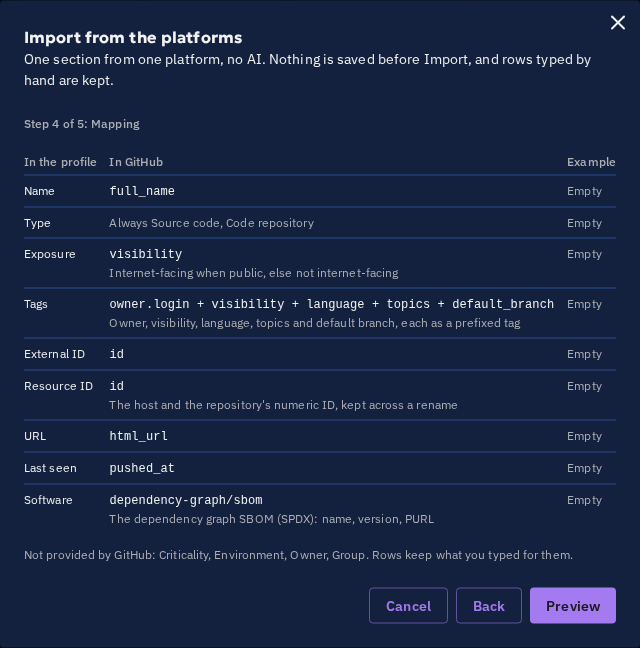 Import from the platforms
One section from one platform, no AI. Nothing is saved before Import, and rows typed by
hand are kept.
Step 4 of 5: Mapping
In the profile In GitHub Example
Name full_name Empty
Type Always Source code, Code repository Empty
Exposure visibility Empty
Internet-facing when public, else not internet-facing
Tags owner.login + visibility + language + topics + default_branch Empty
Owner, visibility, language, topics and default branch, each as a prefixed tag
External ID id Empty
Resource ID id Empty
The host and the repository's numeric ID, kept across a rename
URL html_url Empty
Last seen pushed_at Empty
Software dependency-graph/sbom Empty
The dependency graph SBOM (SPDX): name, version, PURL
Not provided by GitHub: Criticality, Environment, Owner, Group. Rows keep what you typed for them.
Cancel Back Preview